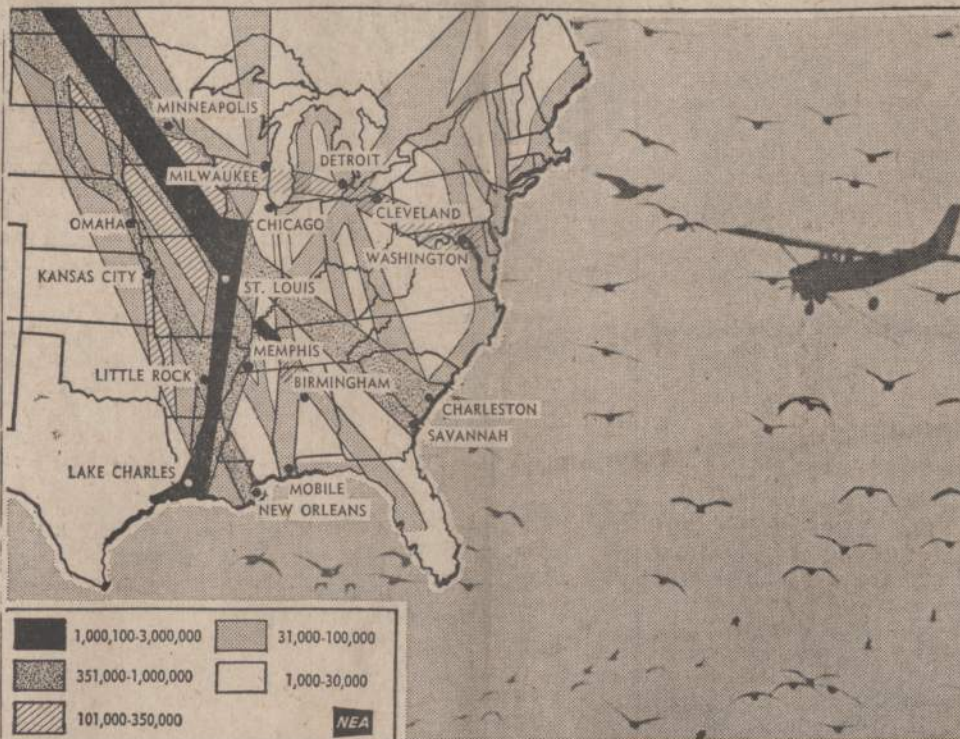 MINNEAPOLIS
DETROIT
MILWAUKEE
CLEVELAND
OMAHA
CHICAGO
WASHINGTON
KANSAS CITY
ST. LOUIS
MEMPHIS
LITTLE ROCK
BIRMINGHAM
CHARLESTON
SAVANNAH
LAKE CHARLES
MOBILE
NEW ORLEANS
1,000,100-3,000,000
31,000-100,000
351,000-1,000,000
1,000-30,000
101,000-350,000
NEA